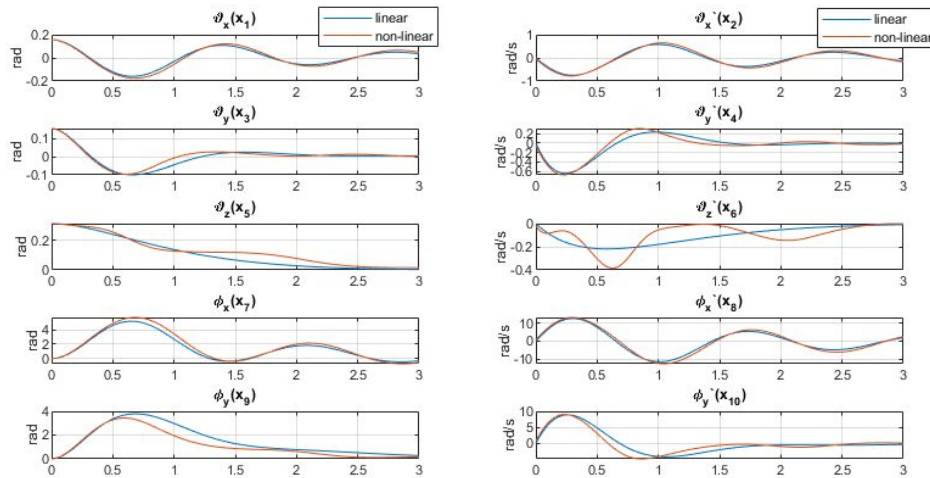 ϑx(x1)
linear
non-linear
rad
0.2
0
-0.2
0 0.5 1 1.5 2 2.5 3
ϑx`(x2)
linear
non-linear
rad/s
1
0
-1
0 0.5 1 1.5 2 2.5 3
ϑy(x3)
rad
0.1
0
-0.1
0 0.5 1 1.5 2 2.5 3
ϑy`(x4)
rad/s
0.2
0
-0.2
-0.4
-0.6
0 0.5 1 1.5 2 2.5 3
ϑz(x5)
rad
0.2
0
0 0.5 1 1.5 2 2.5 3
ϑz`(x6)
rad/s
0
-0.2
-0.4
0 0.5 1 1.5 2 2.5 3
ϕx(x7)
rad
4
2
0
0 0.5 1 1.5 2 2.5 3
ϕx`(x8)
rad/s
10
0
-10
0 0.5 1 1.5 2 2.5 3
ϕy(x9)
rad
4
2
0
0 0.5 1 1.5 2 2.5 3
ϕy`(x10)
rad/s
10
5
0
-5
0 0.5 1 1.5 2 2.5 3